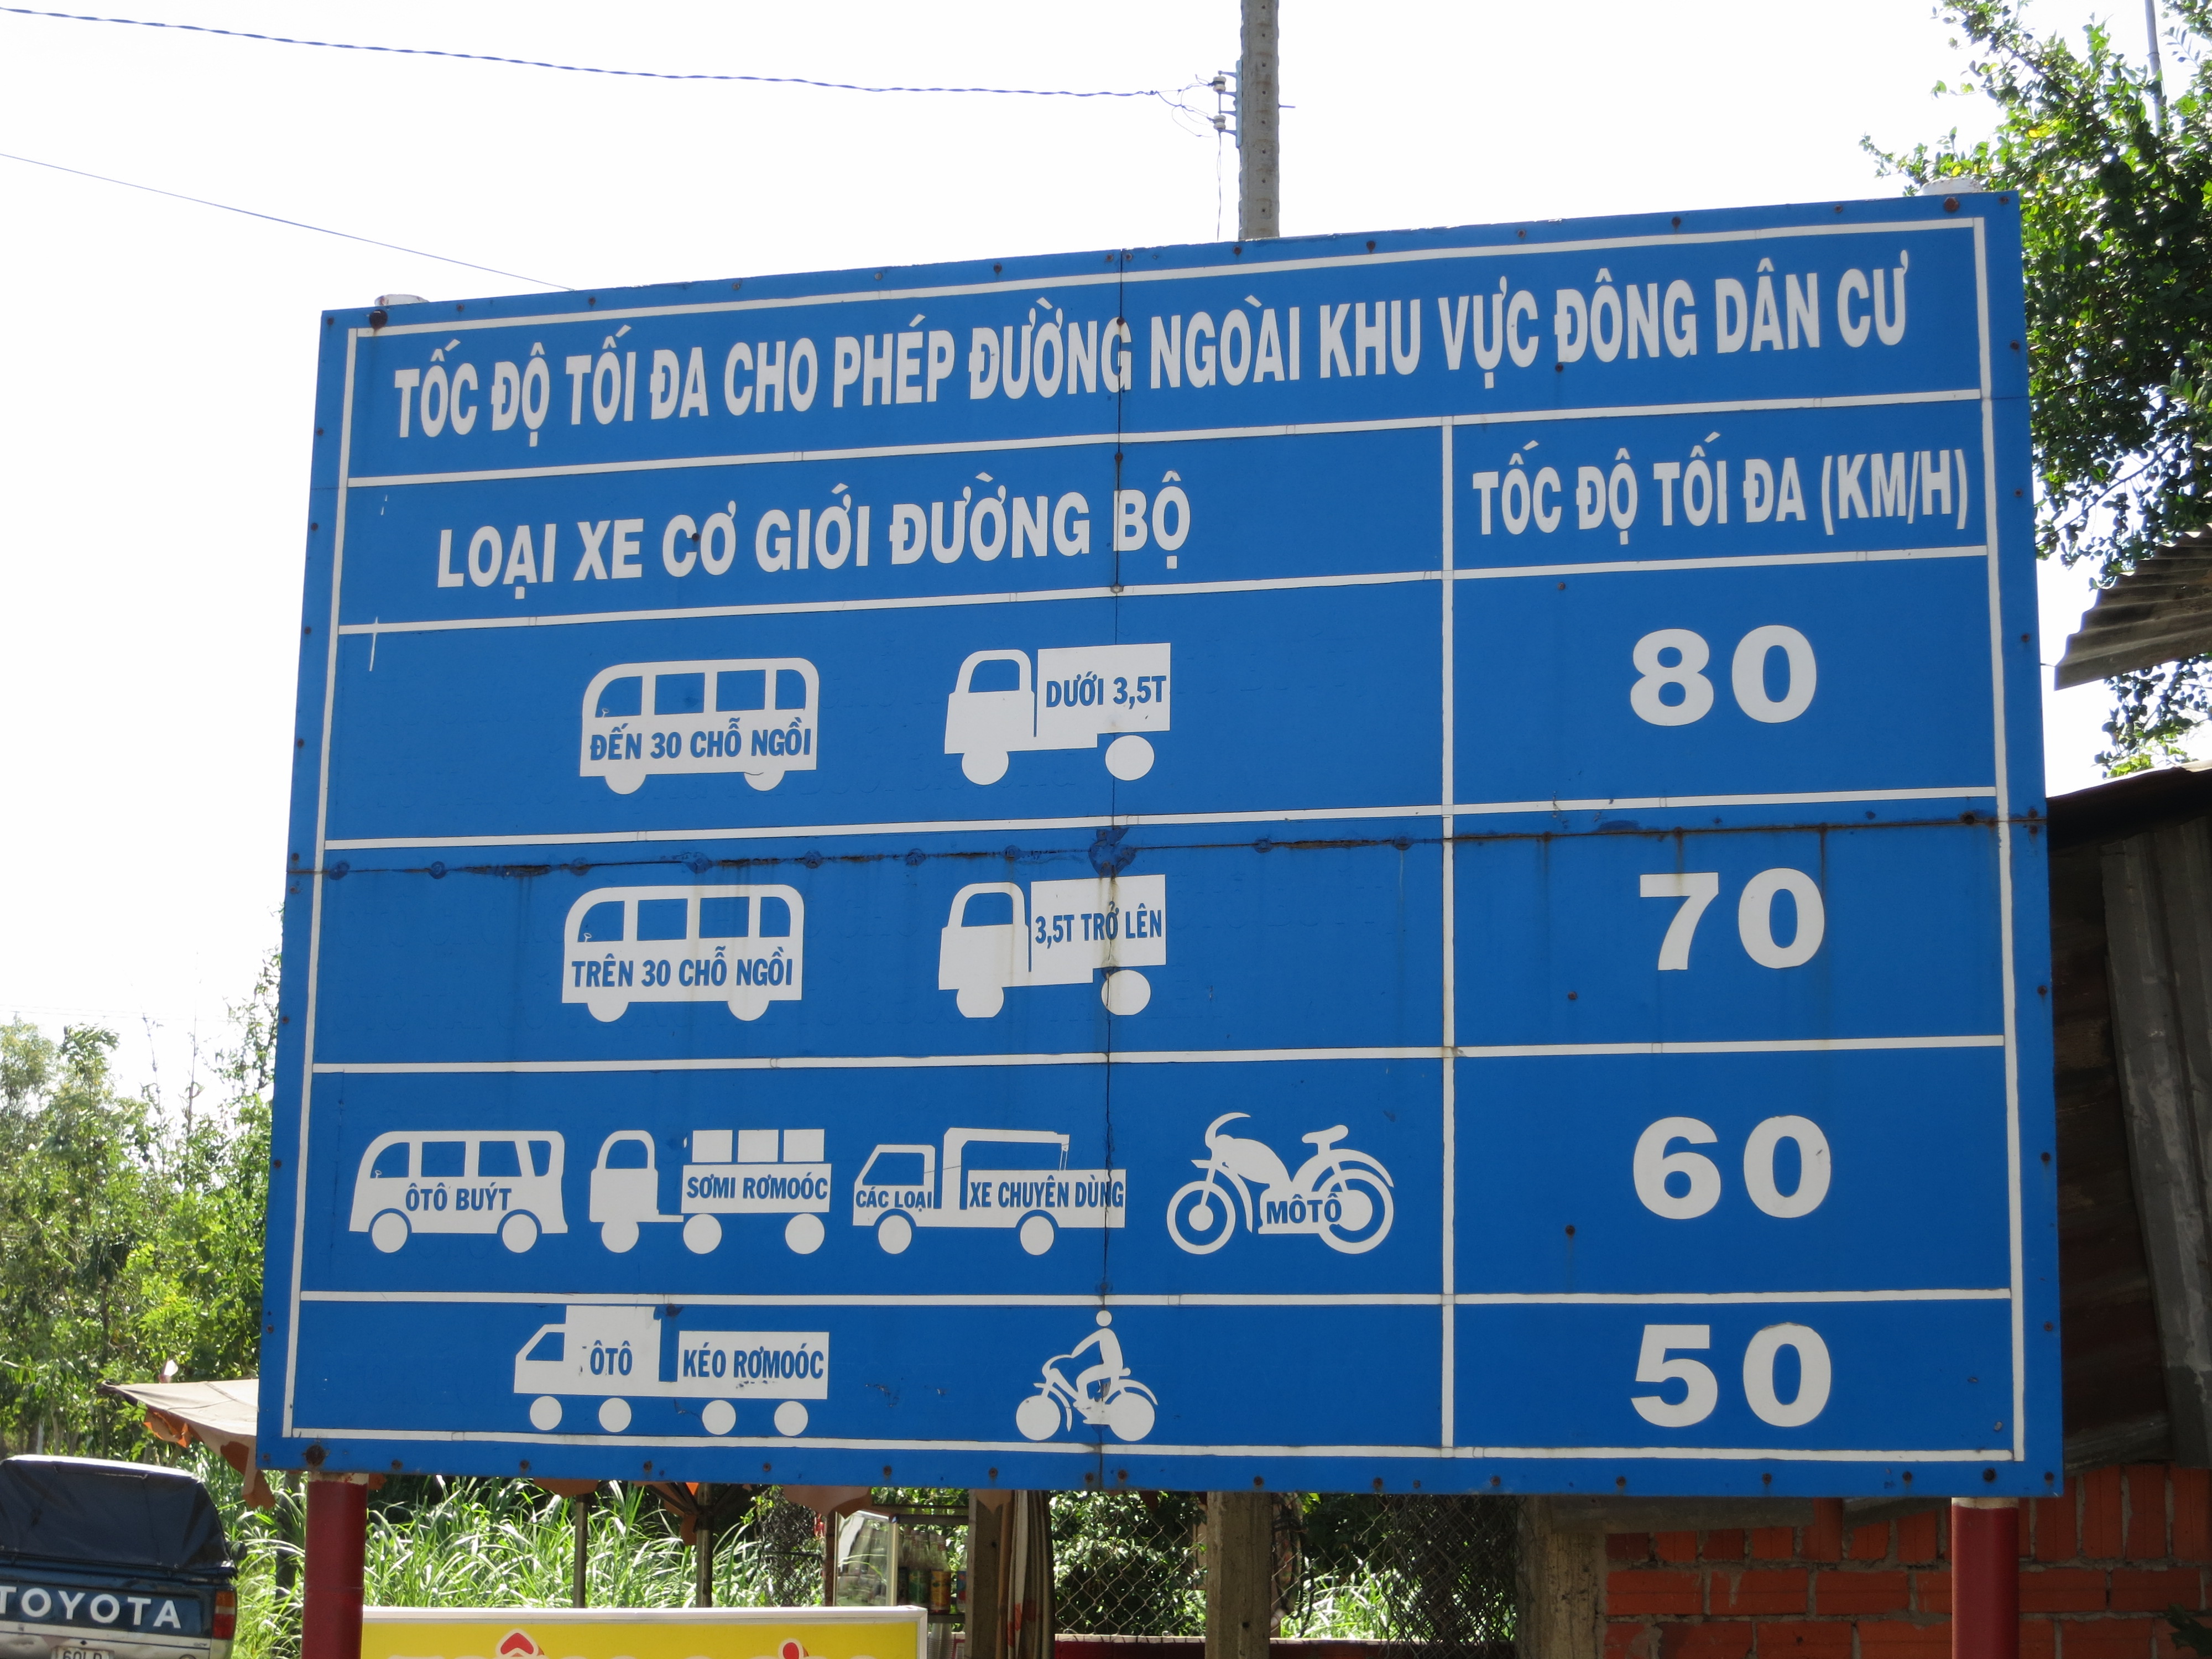 TỐC ĐỘ TỐI ĐA CHO PHÉP ĐƯỜNG NGOÀI KHU VỰC ĐÔNG DÂN CƯ
LOẠI XE CƠ GIỚI ĐƯỜNG BỘ
TỐC ĐỘ TỐI ĐA (KM/H)
ĐẾN 30 CHỖ NGỒI
DƯỚI 3,5T
80
TRÊN 30 CHỖ NGỒI
3,5T TRỞ LÊN
70
ÔTÔ BUÝT
SƠMI RƠMOÓC
CÁC LOẠI XE CHUYÊN DÙNG
MÔTÔ
60
ÔTÔ KÉO RƠMOÓC
50
TOYOTA